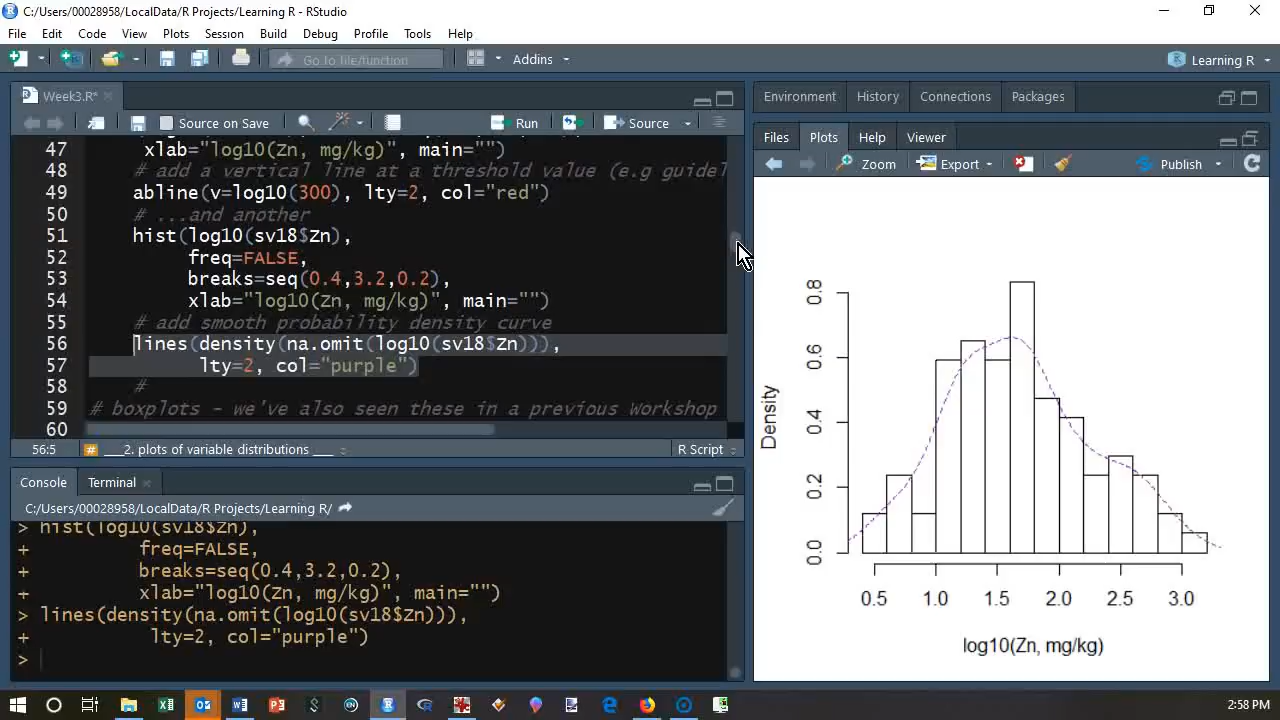 C:/Users/00028958/LocalData/R Projects/Learning R - RStudio
File Edit Code View Plots Session Build Debug Profile Tools Help
Go to file/function Addins Learning R
Week3.R*
Source on Save Run Source
47 xlab="log10(Zn, mg/kg)", main="")
48 # add a vertical line at a threshold value (e.g guidel
49 abline(v=log10(300), lty=2, col="red")
50 # ...and another
51 hist(log10(sv18$Zn),
52 freq=FALSE,
53 breaks=seq(0.4,3.2,0.2),
54 xlab="log10(Zn, mg/kg)", main="")
55 # add smooth probability density curve
56 lines(density(na.omit(log10(sv18$Zn))),
57 lty=2, col="purple")
58 #
59 # boxplots - we've also seen these in a previous Workshop
60
56:5 # ___2. plots of variable distributions ___ R Script
Console Terminal
C:/Users/00028958/LocalData/R Projects/Learning R/
> hist(log10(sv18$Zn),
+ freq=FALSE,
+ breaks=seq(0.4,3.2,0.2),
+ xlab="log10(Zn, mg/kg)", main="")
> lines(density(na.omit(log10(sv18$Zn))),
+ lty=2, col="purple")
>
Environment History Connections Packages
Files Plots Help Viewer
Zoom Export Publish
0.8
0.6
0.4
0.2
0.0
Density
0.5 1.0 1.5 2.0 2.5 3.0
log10(Zn, mg/kg)
2:58 PM